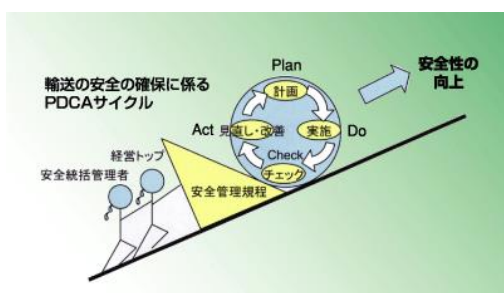 輸送の安全の確保に係る
PDCAサイクル
Plan
計画
安全性の
向上
Act 見直し・改善
実施 Do
Check
チェック
経営トップ
安全統括管理者
安全管理規程